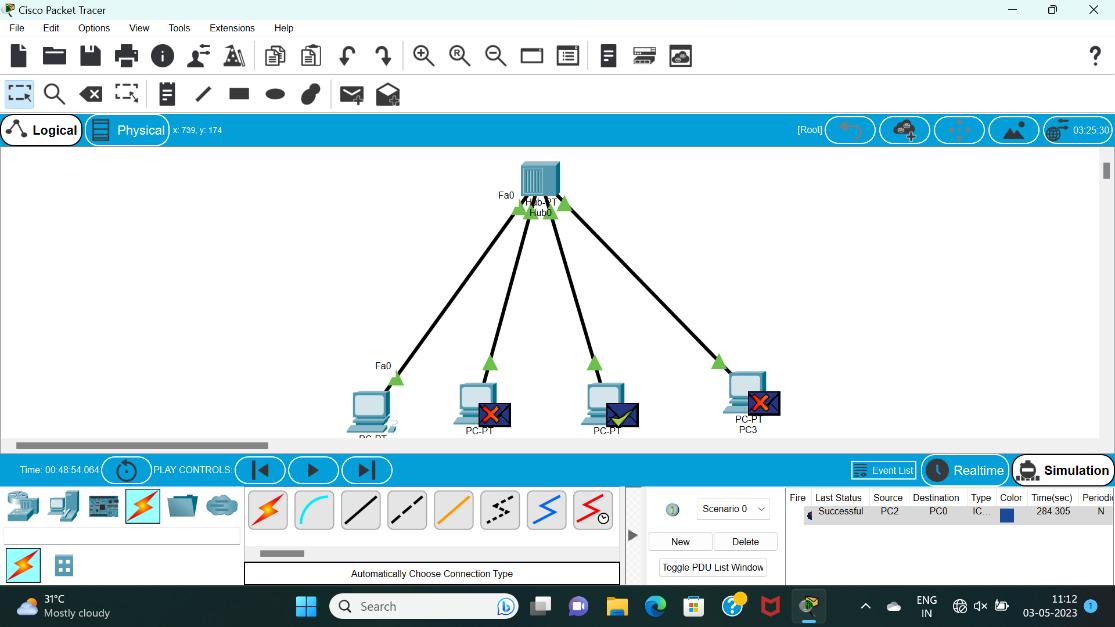 Cisco Packet Tracer
File Edit Options View Tools Extensions Help
Logical Physical x: 739, y: 174 [Root] 03:25:30
Fa0
Hub-PT
Hub0
Fa0
PC-PT
PC-PT
PC-PT
PC-PT
PC3
Time: 00:48:54.064 PLAY CONTROLS: Event List Realtime Simulation
Scenario 0
New Delete
Toggle PDU List Window
Automatically Choose Connection Type
Fire Last Status Source Destination Type Color Time(sec) Periodic
Successful PC2 PC0 IC... 284.305 N
31°C
Mostly cloudy
Search
ENG
IN
11:12
03-05-2023
1